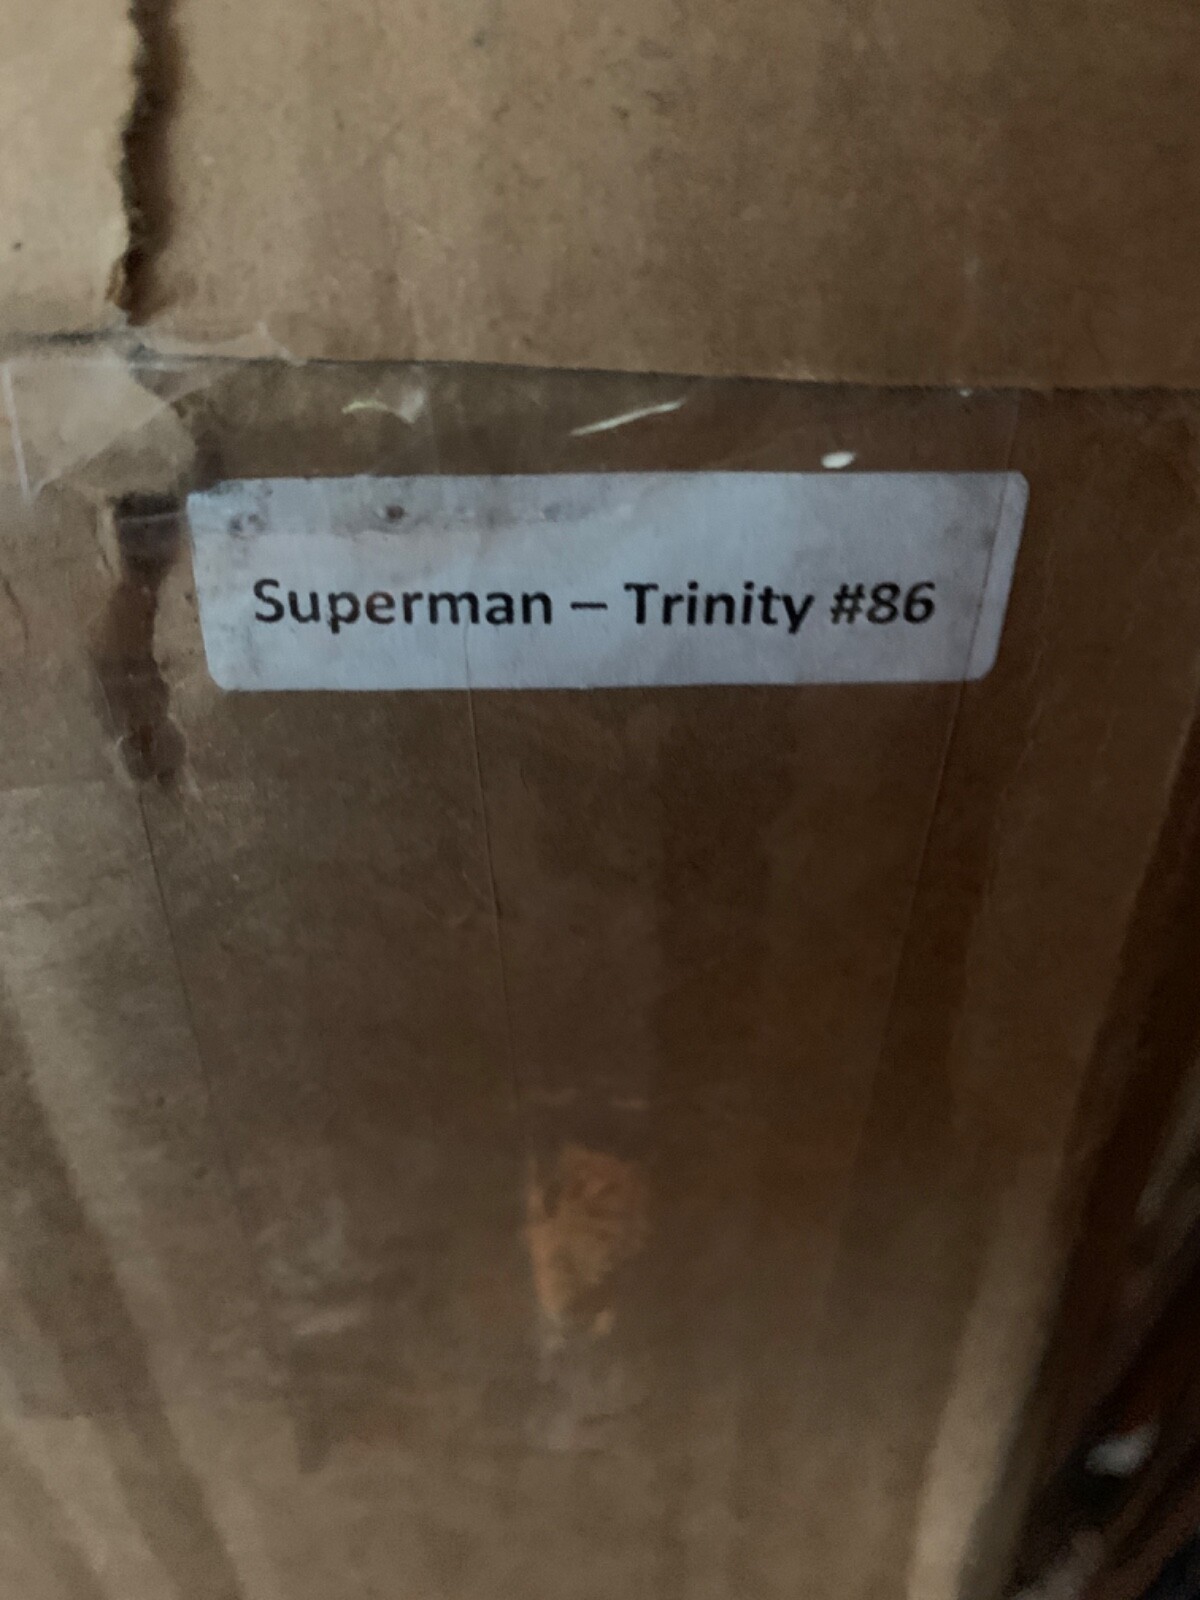 Superman – Trinity #86